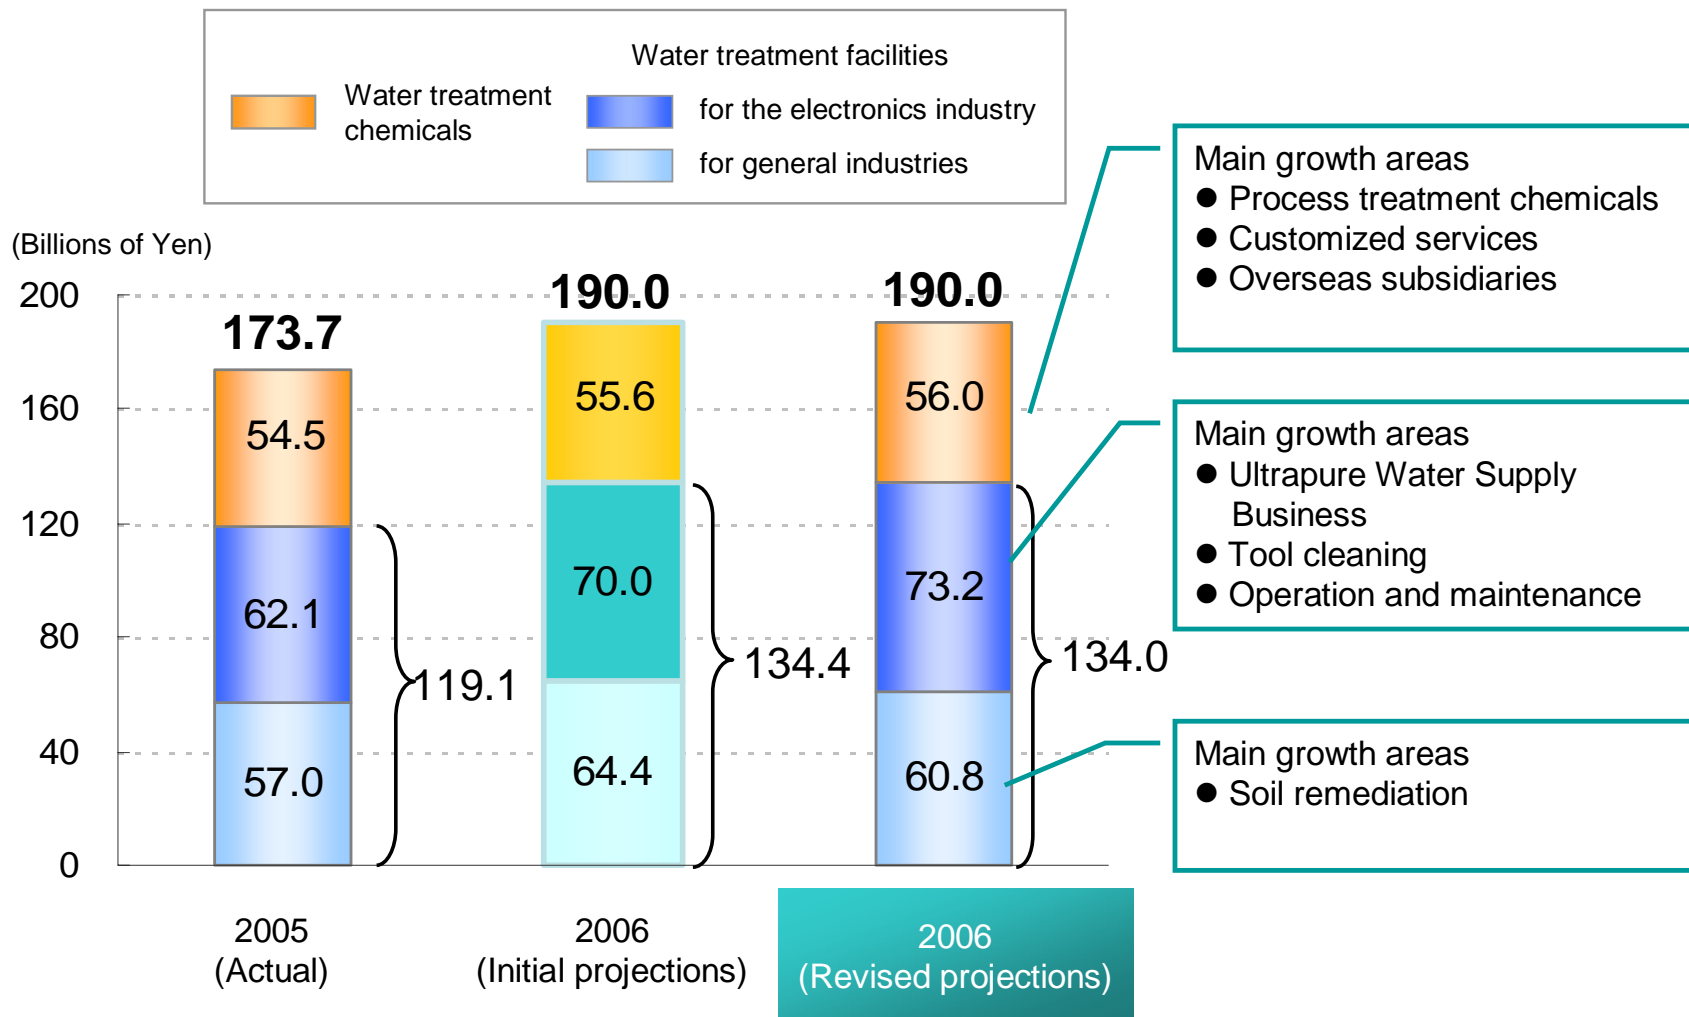 Water treatment facilities
Water treatment
chemicals
for the electronics industry
for general industries
(Billions of Yen)
200
160
120
80
40
0
173.7
54.5
62.1
57.0
119.1
190.0
55.6
70.0
64.4
134.4
190.0
56.0
73.2
60.8
134.0
2005
(Actual)
2006
(Initial projections)
2006
(Revised projections)
Main growth areas
● Process treatment chemicals
● Customized services
● Overseas subsidiaries
Main growth areas
● Ultrapure Water Supply
Business
● Tool cleaning
● Operation and maintenance
Main growth areas
● Soil remediation